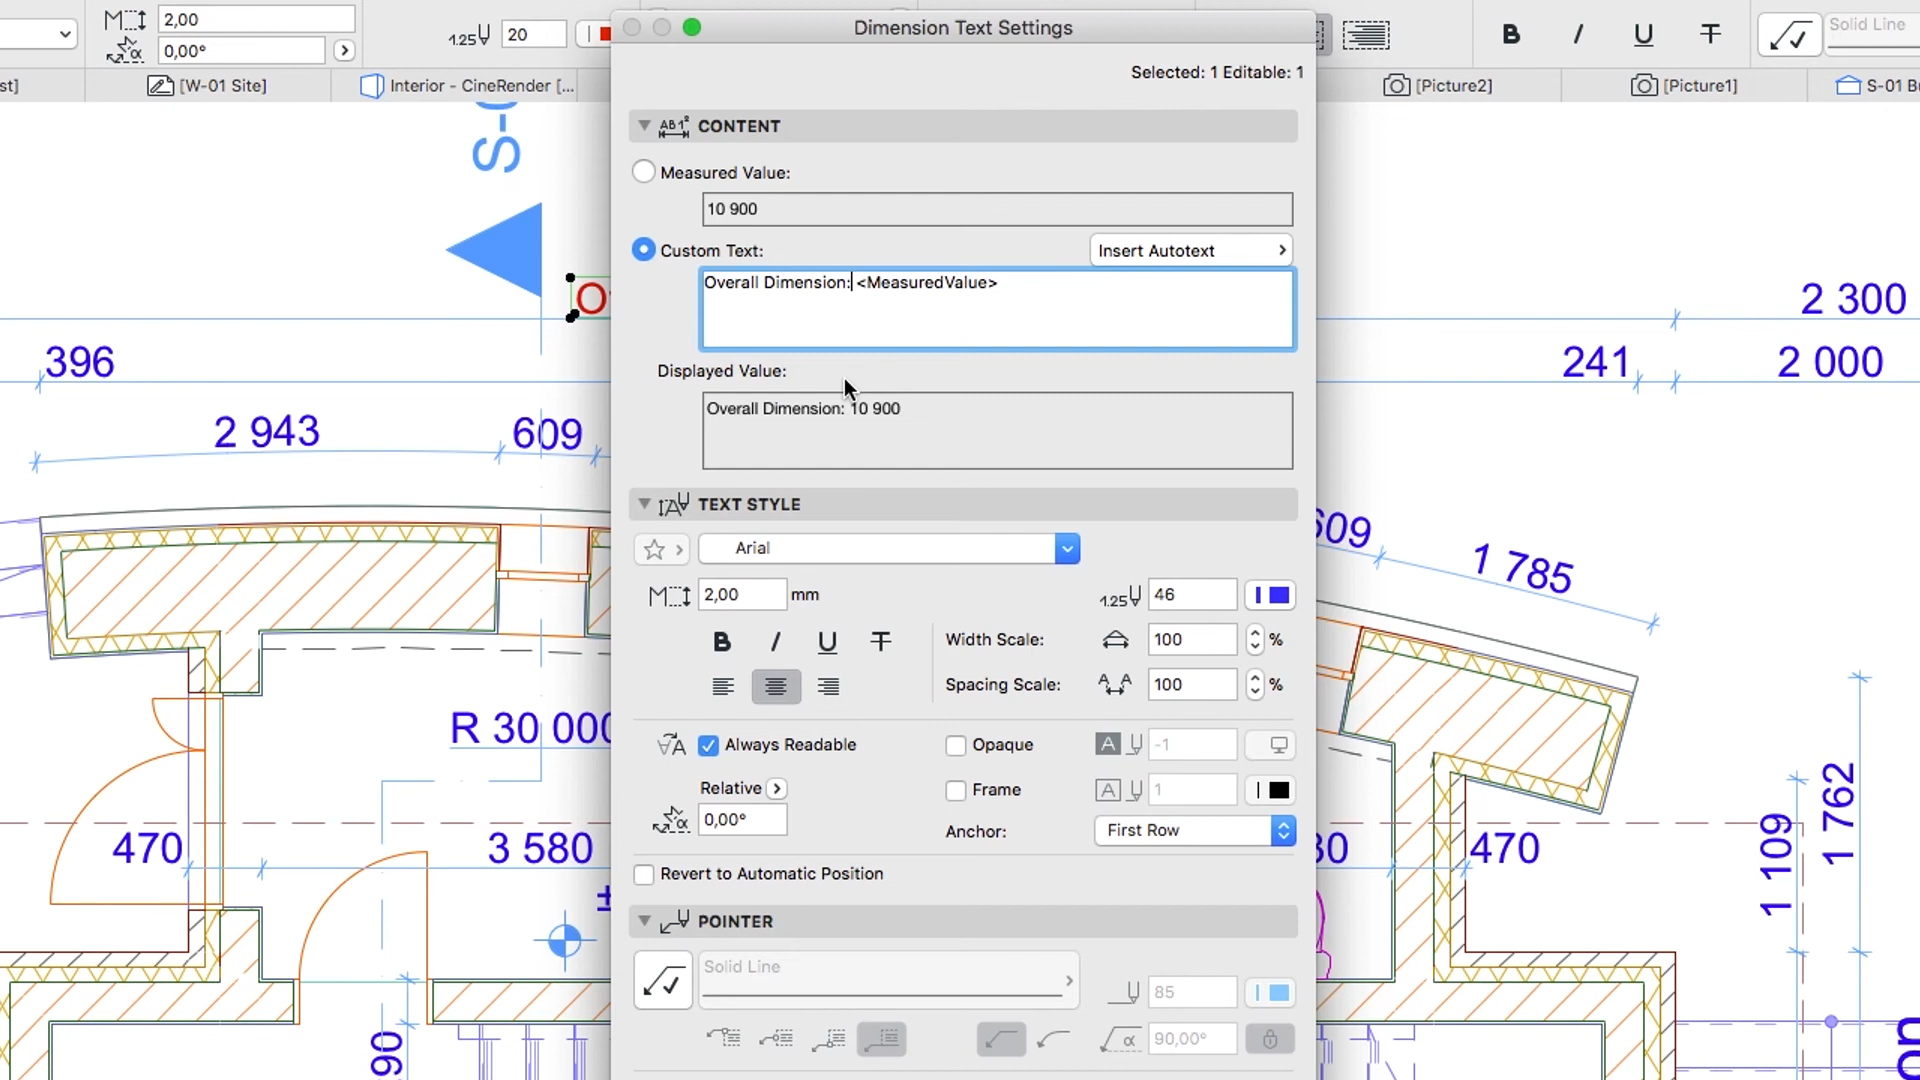 2,00
0,00°
1.25
20
Dimension Text Settings
B I U T
Solid Line
st]
[W-01 Site]
Interior - CineRender [...
Selected: 1 Editable: 1
[Picture2]
[Picture1]
CONTENT
Measured Value:
10 900
Custom Text:
Insert Autotext
Overall Dimension: <MeasuredValue>
Displayed Value:
Overall Dimension: 10 900
TEXT STYLE
Arial
2,00 mm
1.25
46
B I U T
Width Scale:
100 %
Spacing Scale:
100 %
Always Readable
Opaque
-1
Relative
0,00°
Frame
1
Anchor:
First Row
Revert to Automatic Position
POINTER
Solid Line
85
90,00°
396
2 943
609
R 30 000
470
3 580
2 300
241
2 000
609
1 785
470
1 109
1 762